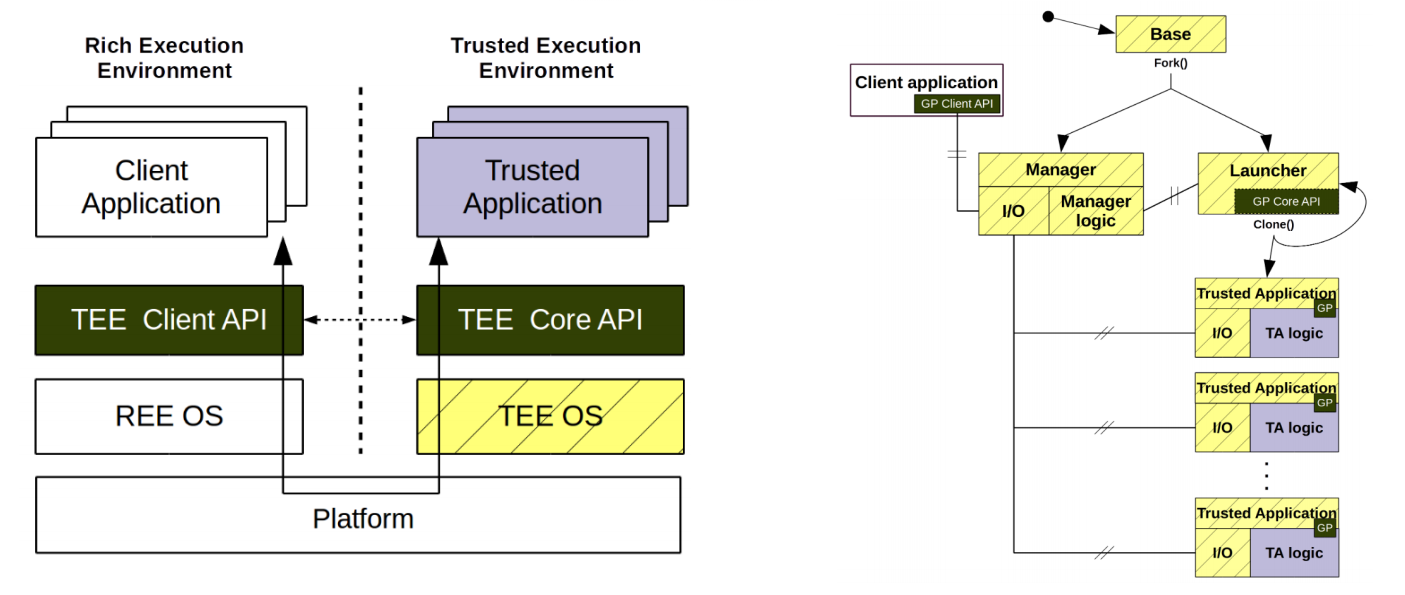 Rich Execution
Environment
Trusted Execution
Environment
Client
Application
Trusted
Application
TEE Client API
TEE Core API
REE OS
TEE OS
Platform
Base
Fork()
Client application
GP Client API
Manager
I/O
Manager
logic
Launcher
GP Core API
Clone()
Trusted Application
GP
I/O
TA logic
Trusted Application
GP
I/O
TA logic
Trusted Application
GP
I/O
TA logic